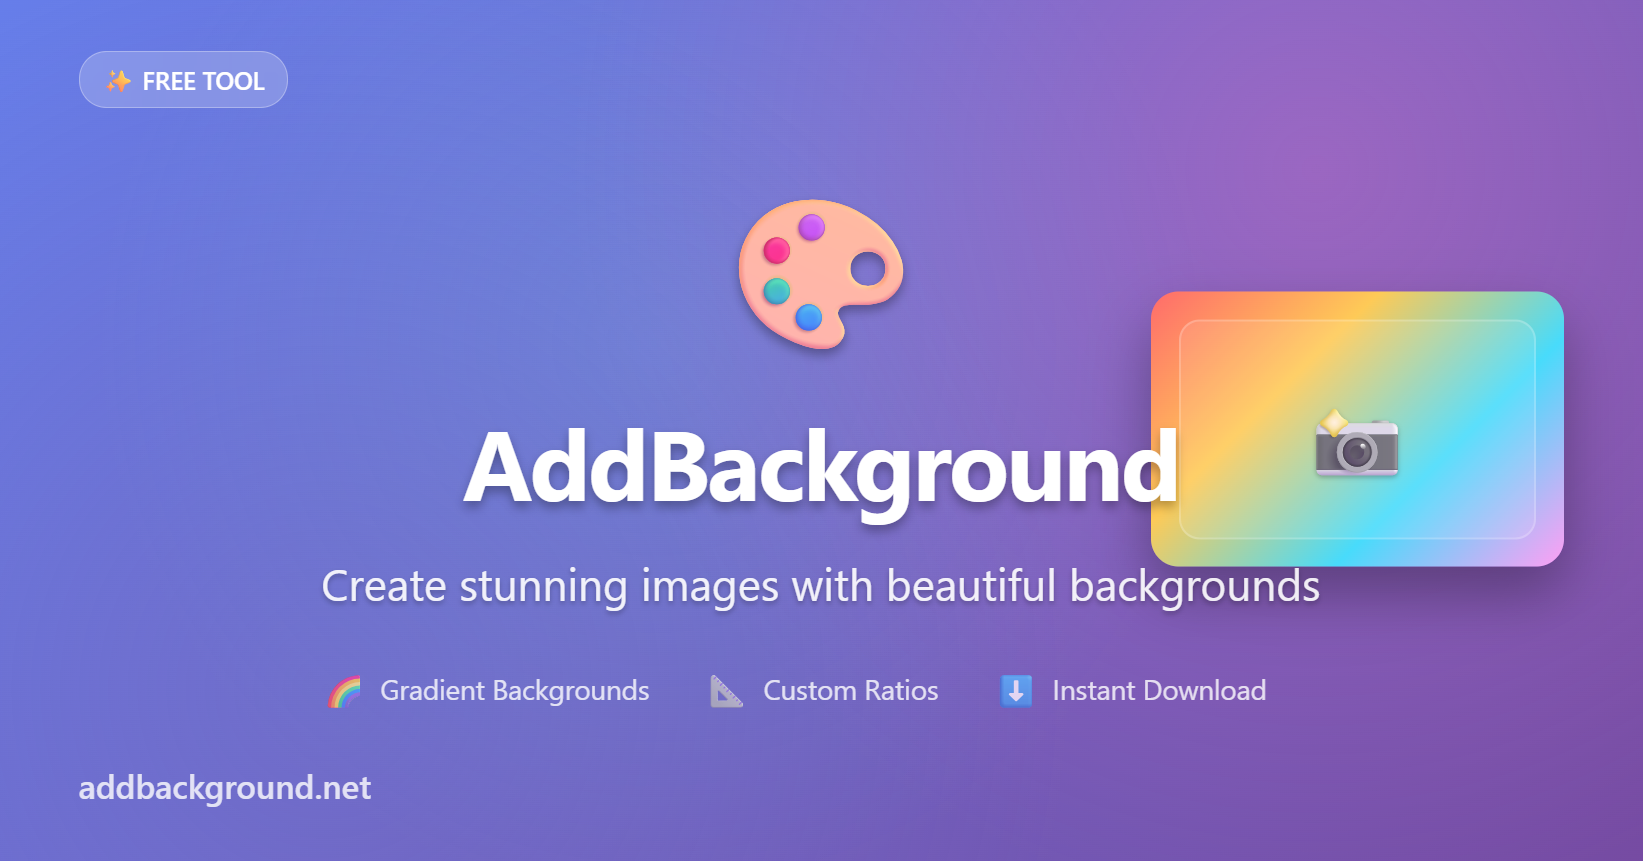 FREE TOOL
AddBackground
Create stunning images with beautiful backgrounds
Gradient Backgrounds
Custom Ratios
Instant Download
addbackground.net